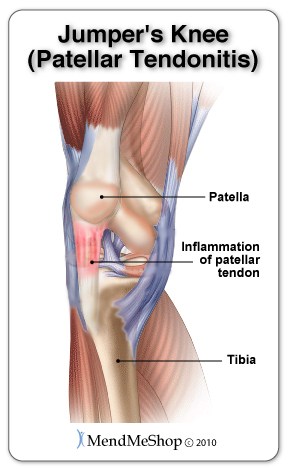 Jumper's Knee
(Patellar Tendonitis)
Patella
Inflammation
of patellar
tendon
Tibia
MendMeShop © 2010